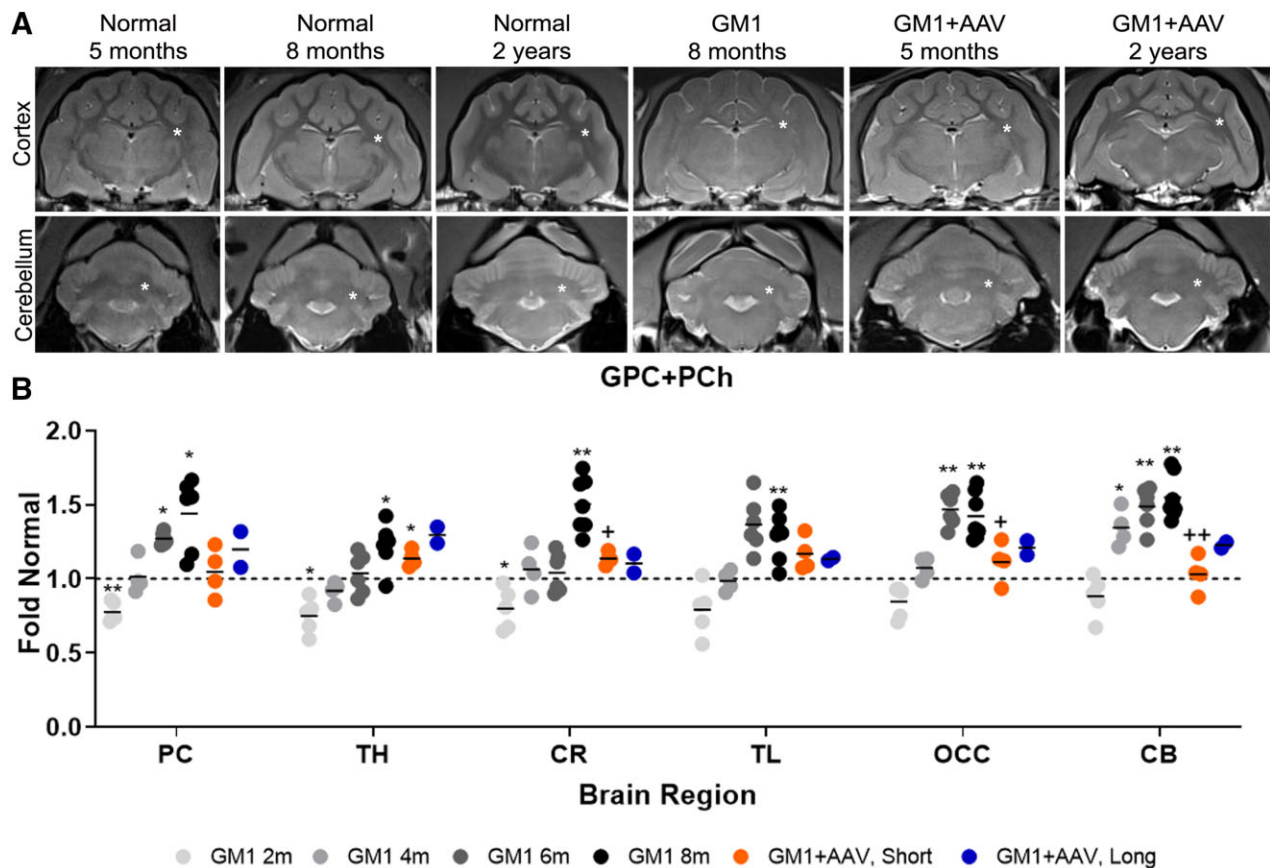 A
Normal 5 months
Normal 8 months
Normal 2 years
GM1 8 months
GM1+AAV 5 months
GM1+AAV 2 years
Cortex
* * * * * *
Cerebellum
* * * * * *
GPC+PCh
B
Fold Normal
2.0
1.5
1.0
0.5
0.0
** * *
* * *
* ** +
**
** ** +
* ** ** ++
PC TH CR TL OCC CB
Brain Region
GM1 2m GM1 4m GM1 6m GM1 8m GM1+AAV, Short GM1+AAV, Long